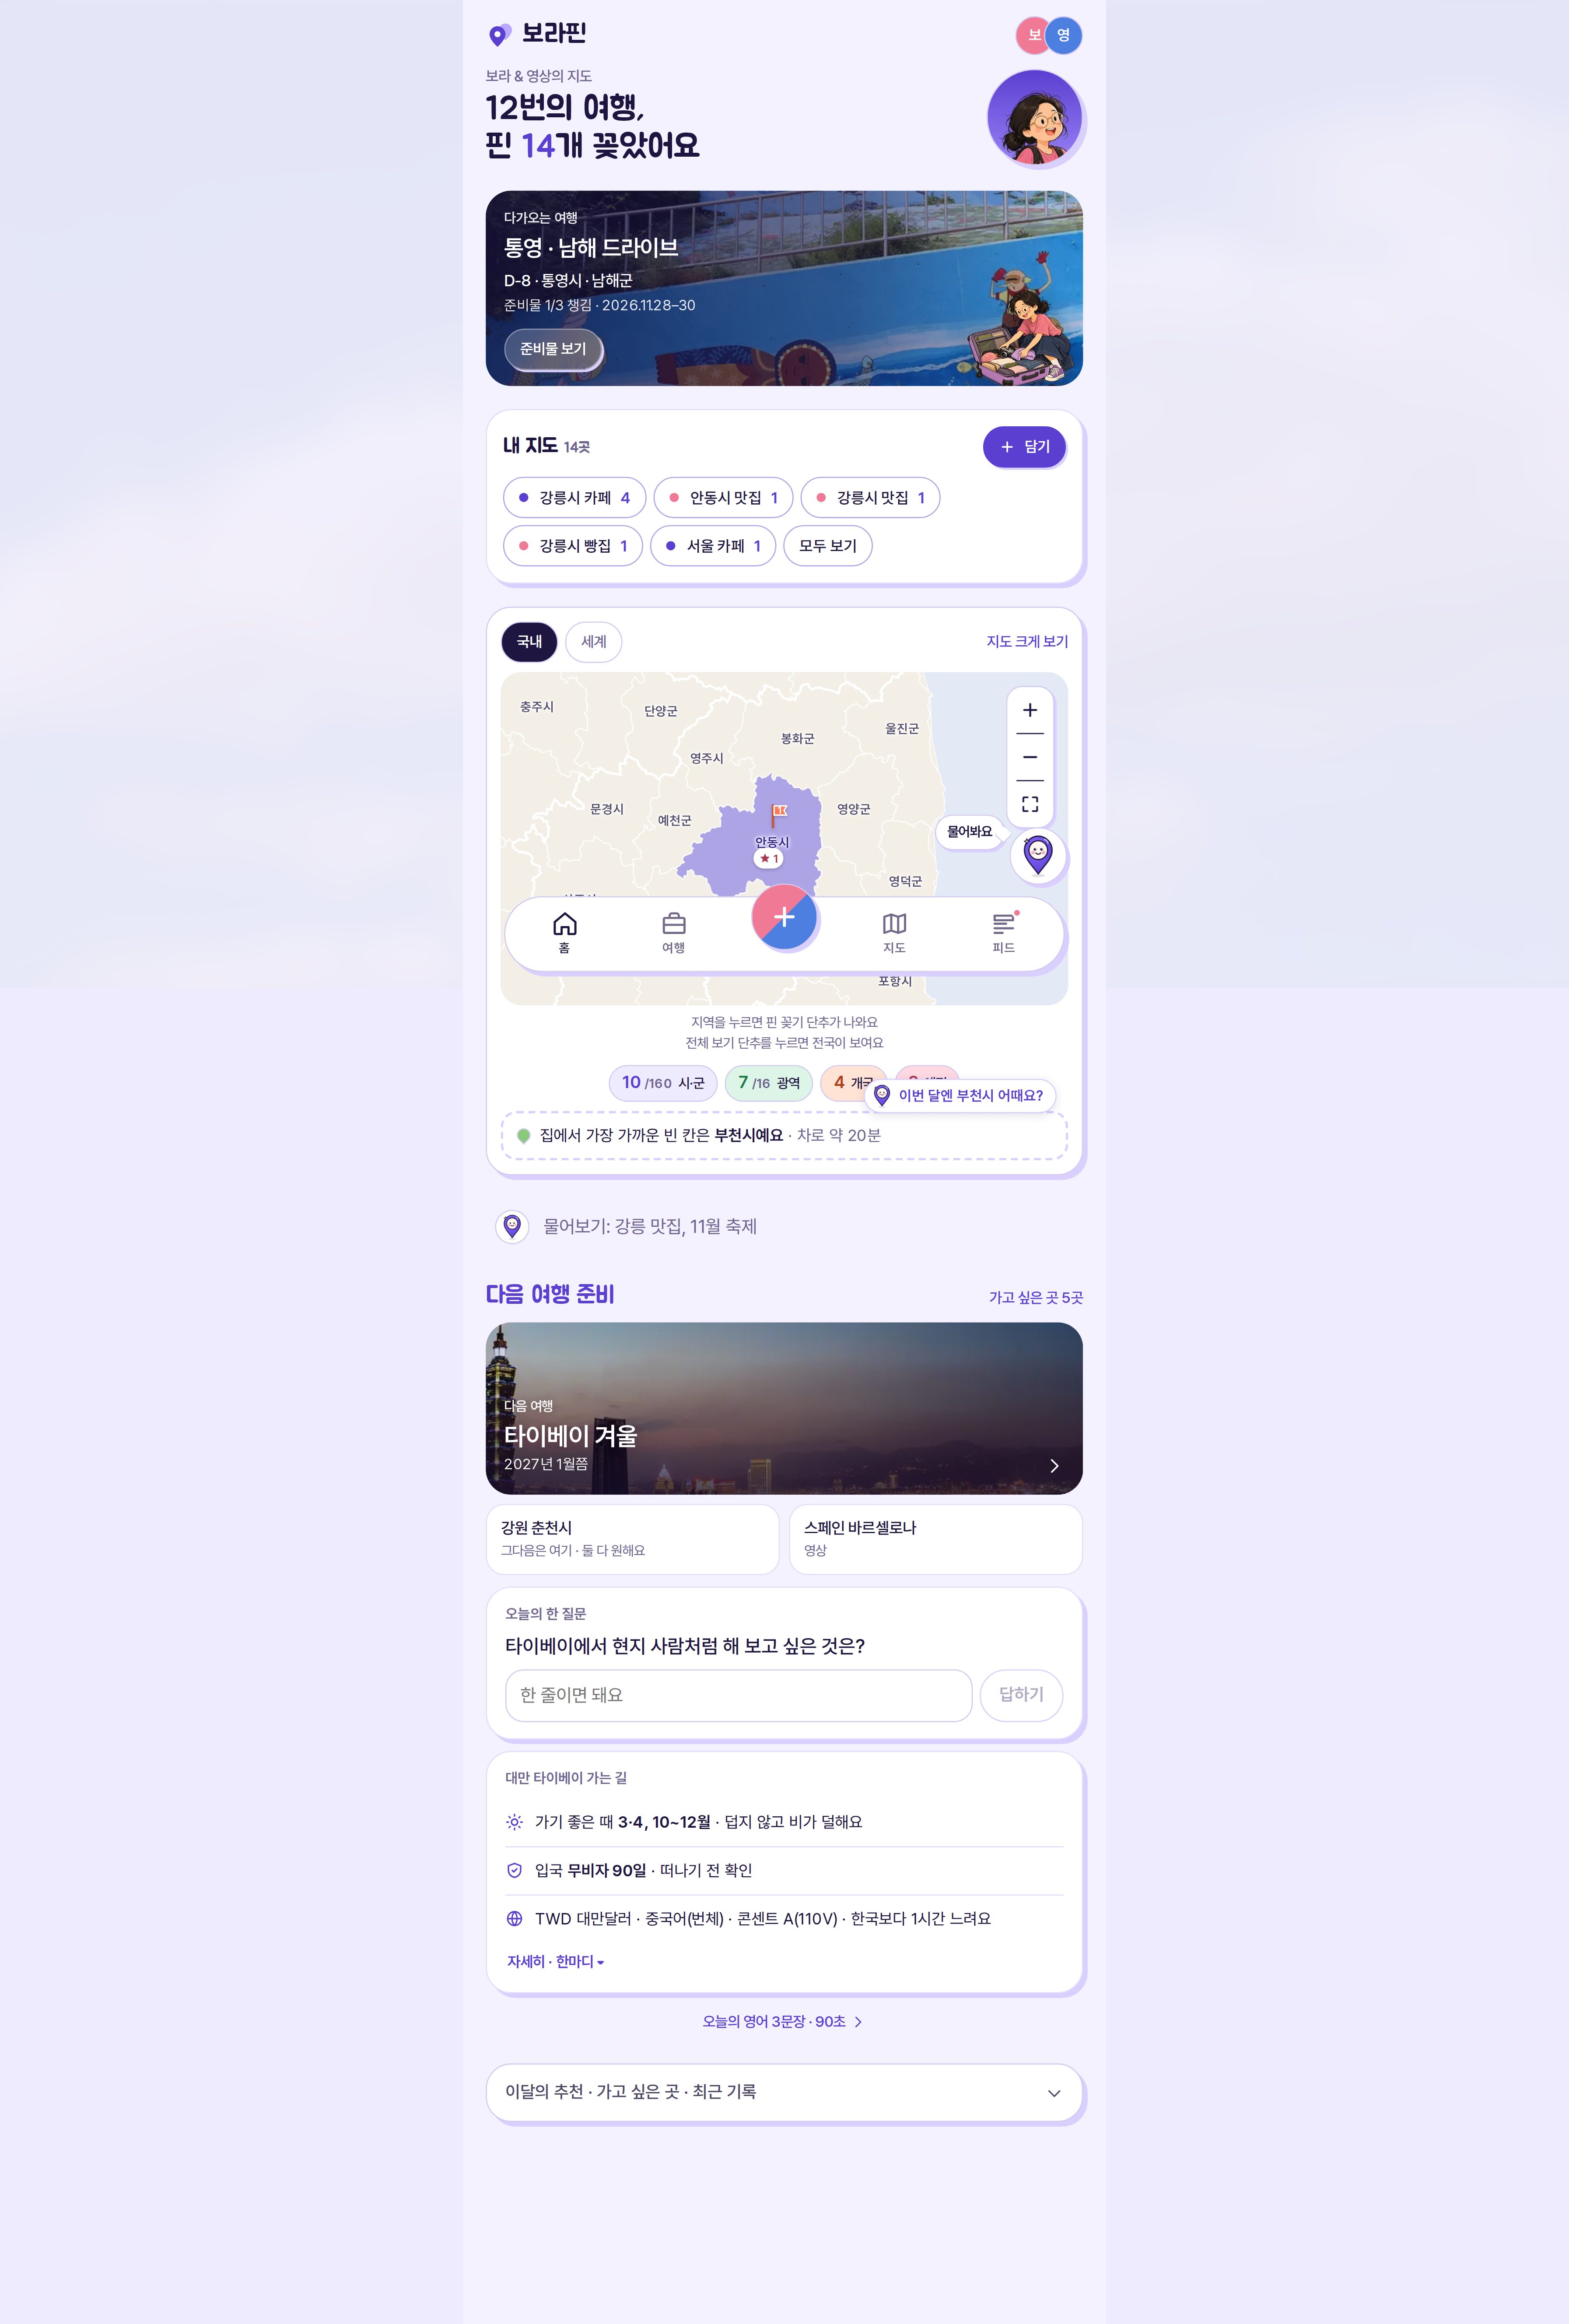 보라핀
보 영
보라 & 영상의 지도
12번의 여행,
핀 14개 꽂았어요
다가오는 여행
통영 · 남해 드라이브
D-8 · 통영시 · 남해군
준비물 1/3 챙김 · 2026.11.28–30
준비물 보기
내 지도 14곳
+ 담기
강릉시 카페 4
안동시 맛집 1
강릉시 맛집 1
강릉시 빵집 1
서울 카페 1
모두 보기
국내
세계
지도 크게 보기
충주시
단양군
봉화군
울진군
영주시
문경시
예천군
영양군
안동시
★ 1
물어봐요
영덕군
홈
여행
지도
피드
포항시
지역을 누르면 핀 꽂기 단추가 나와요
전체 보기 단추를 누르면 전국이 보여요
10 /160 시·군
7 /16 광역
4
이번 달엔 부천시 어때요?
집에서 가장 가까운 빈 칸은 부천시예요 · 차로 약 20분
물어보기: 강릉 맛집, 11월 축제
다음 여행 준비
가고 싶은 곳 5곳
다음 여행
타이베이 겨울
2027년 1월쯤
강원 춘천시
그다음은 여기 · 둘 다 원해요
스페인 바르셀로나
영상
오늘의 한 질문
타이베이에서 현지 사람처럼 해 보고 싶은 것은?
한 줄이면 돼요
답하기
대만 타이베이 가는 길
가기 좋은 때 3·4, 10~12월 · 덥지 않고 비가 덜해요
입국 무비자 90일 · 떠나기 전 확인
TWD 대만달러 · 중국어(번체) · 콘센트 A(110V) · 한국보다 1시간 느려요
자세히 · 한마디
오늘의 영어 3문장 · 90초
이달의 추천 · 가고 싶은 곳 · 최근 기록